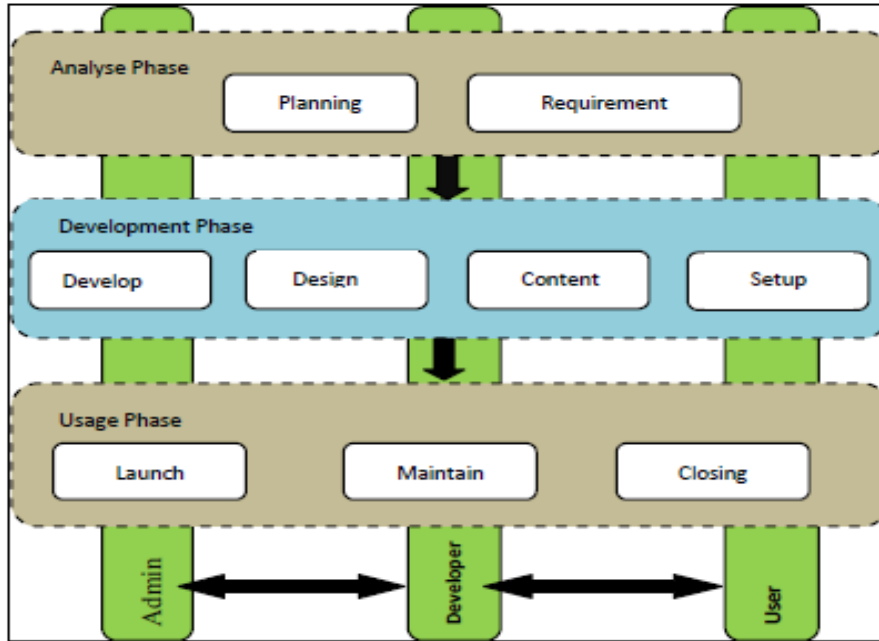 Analyse Phase
Planning
Requirement
Development Phase
Develop
Design
Content
Setup
Usage Phase
Launch
Maintain
Closing
Admin
Developer
User